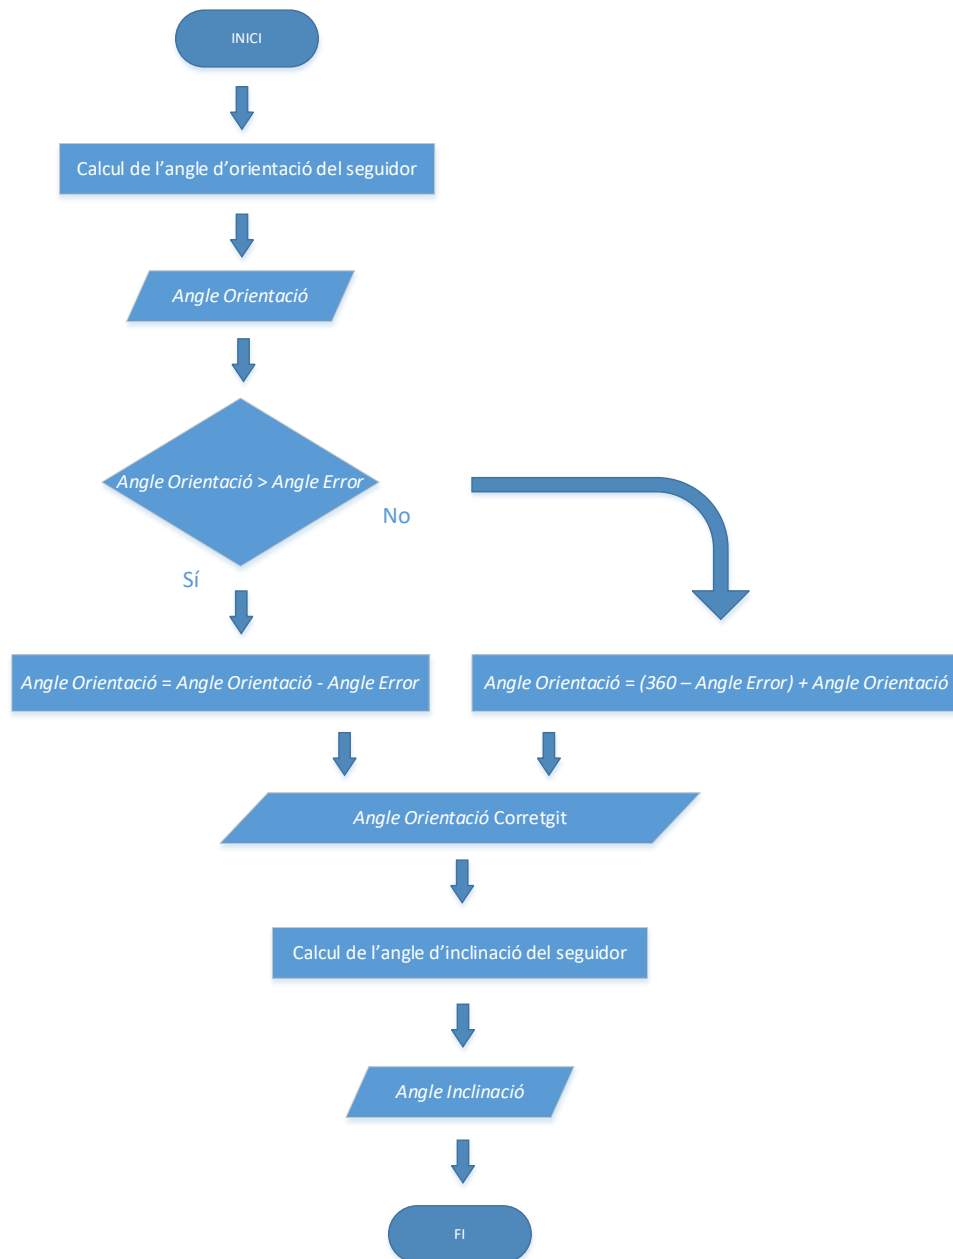 INICI
Calcul de l’angle d’orientació del seguidor
Angle Orientació
Angle Orientació > Angle Error
No
Sí
Angle Orientació = Angle Orientació - Angle Error
Angle Orientació = (360 – Angle Error) + Angle Orientació
Angle Orientació Corretgit
Calcul de l’angle d’inclinació del seguidor
Angle Inclinació
FI